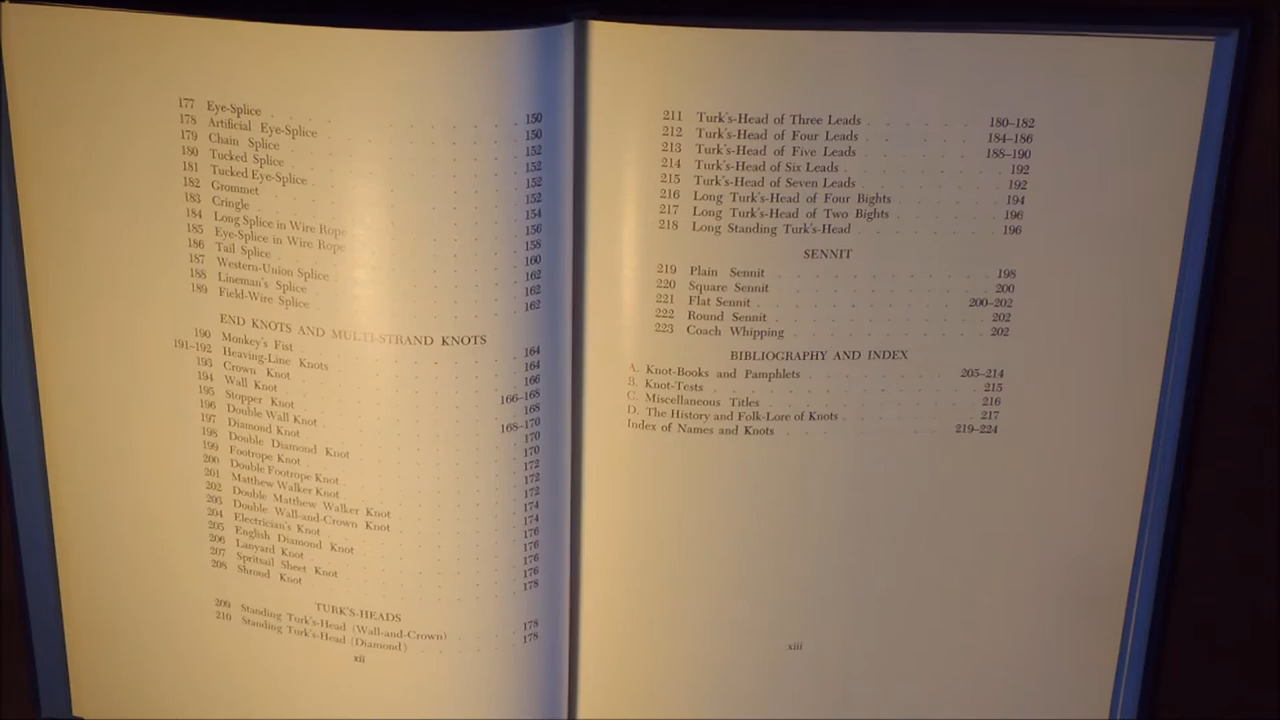 177 Eye-Splice . . . . . . . 150
178 Artificial Eye-Splice . . . . . . . 150
179 Chain Splice . . . . . . . 152
180 Tucked Splice . . . . . . . 152
181 Tucked Eye-Splice . . . . . . . 152
182 Grommet . . . . . . . 152
183 Cringle . . . . . . . 154
184 Long Splice in Wire Rope . . . . . 156
185 Eye-Splice in Wire Rope . . . . . 158
186 Tail Splice . . . . . . . 160
187 Western-Union Splice . . . . . . 162
188 Lineman's Splice . . . . . . 162
189 Field-Wire Splice . . . . . . 162
END KNOTS AND MULTI-STRAND KNOTS
190 Monkey's Fist . . . . . . . 164
191–192 Heaving-Line Knots . . . . . . 164
193 Crown Knot . . . . . . . 166
194 Wall Knot . . . . . . . 166–168
195 Stopper Knot . . . . . . . 168
196 Double Wall Knot . . . . . . 168–170
197 Diamond Knot . . . . . . . 170
198 Double Diamond Knot . . . . . . 170
199 Footrope Knot . . . . . . . 172
200 Double Footrope Knot . . . . . . 172
201 Matthew Walker Knot . . . . . . 172
202 Double Matthew Walker Knot . . . . . 174
203 Double Wall-and-Crown Knot . . . . . 174
204 Electrician's Knot . . . . . . 176
205 English Diamond Knot . . . . . . 176
206 Lanyard Knot . . . . . . . 176
207 Spritsail Sheet Knot . . . . . . 176
208 Shroud Knot . . . . . . . 178
TURK'S-HEADS
209 Standing Turk's-Head (Wall-and-Crown) . . . 178
210 Standing Turk's-Head (Diamond) . . . . 178
xii
211 Turk's-Head of Three Leads . . . . . 180–182
212 Turk's-Head of Four Leads . . . . . 184–186
213 Turk's-Head of Five Leads . . . . . 188–190
214 Turk's-Head of Six Leads . . . . . . 192
215 Turk's-Head of Seven Leads . . . . . 192
216 Long Turk's-Head of Four Bights . . . . 194
217 Long Turk's-Head of Two Bights . . . . 196
218 Long Standing Turk's-Head . . . . . 196
SENNIT
219 Plain Sennit . . . . . . . . 198
220 Square Sennit . . . . . . . 200
221 Flat Sennit . . . . . . . . 200–202
222 Round Sennit . . . . . . . 202
223 Coach Whipping . . . . . . . 202
BIBLIOGRAPHY AND INDEX
A. Knot-Books and Pamphlets . . . . . . 205–214
B. Knot-Tests . . . . . . . . . 215
C. Miscellaneous Titles . . . . . . . 216
D. The History and Folk-Lore of Knots . . . . . 217
Index of Names and Knots . . . . . . 219–224
xiii